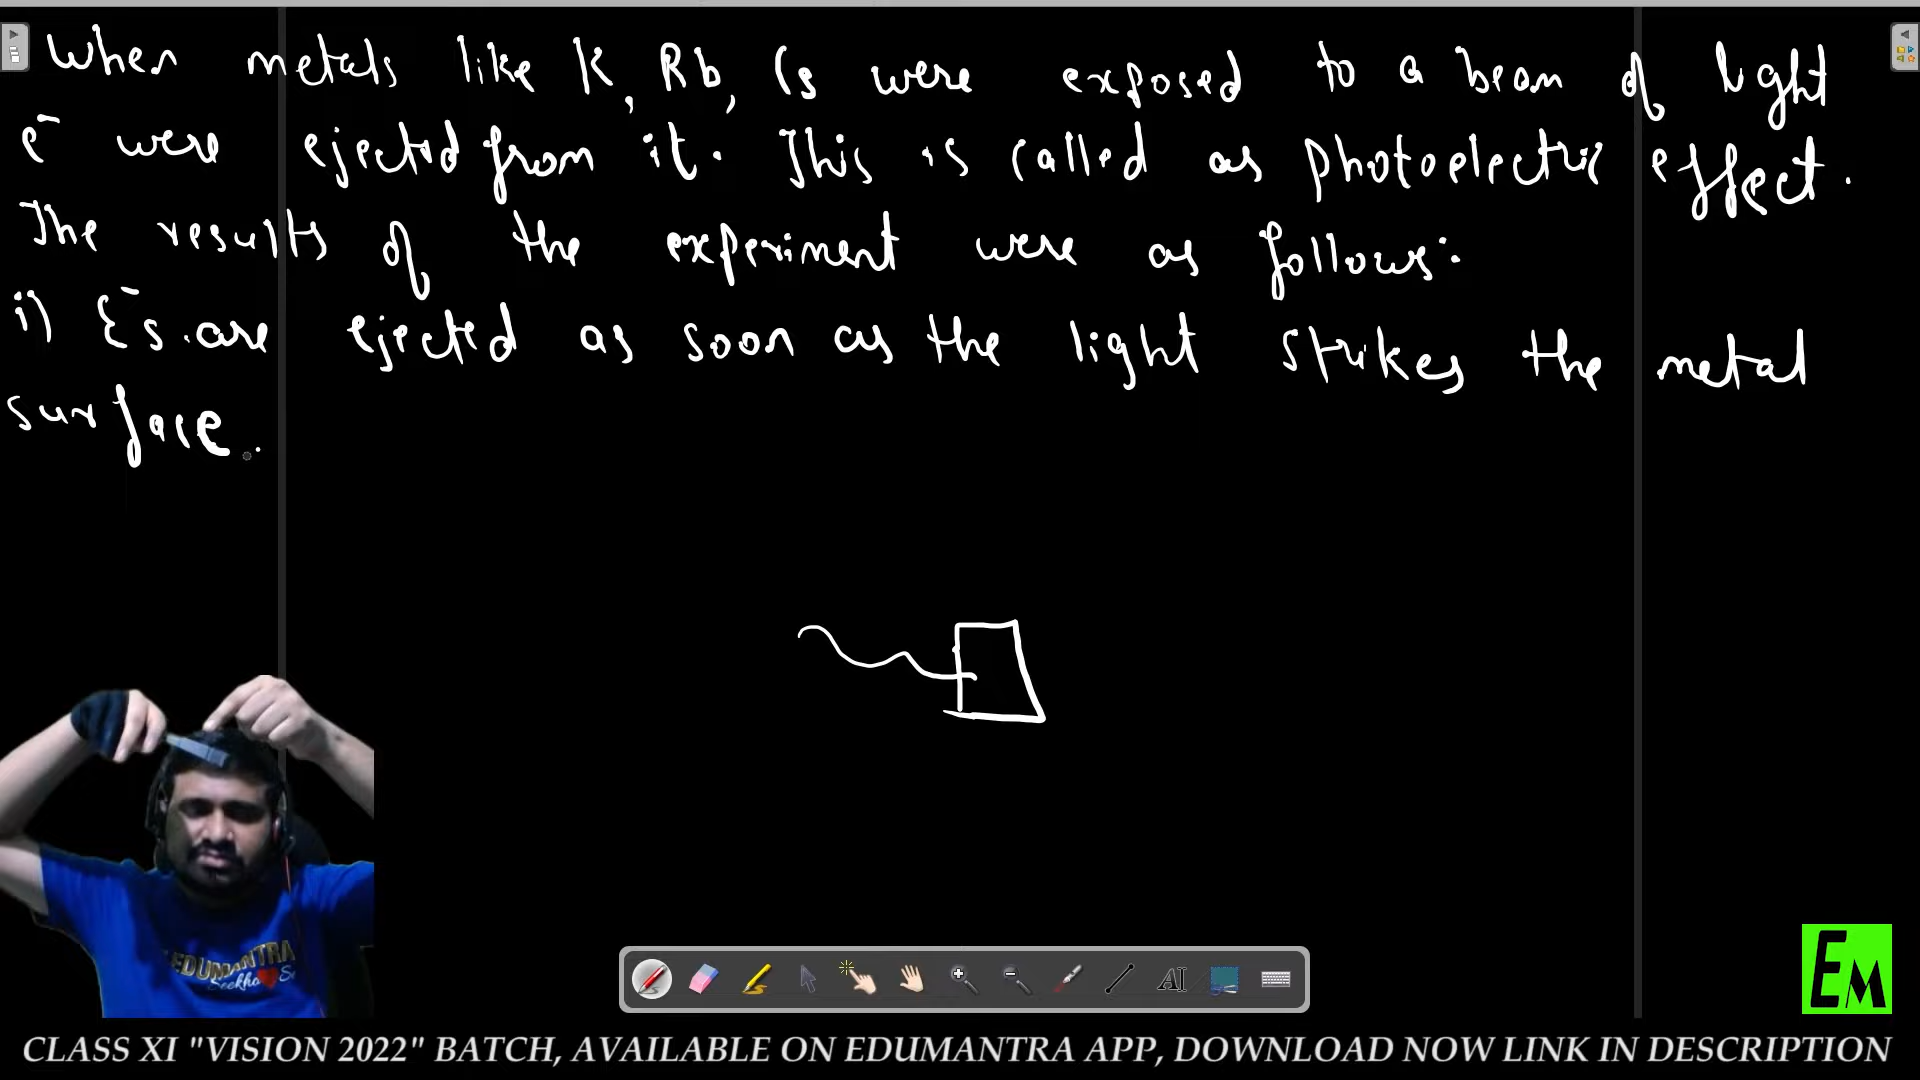 When metals like K, Rb, Cs were exposed to a beam of light
e⁻ were ejected from it. This is called as photoelectric effect.
The results of the experiment were as follows:
i) E⁻s are ejected as soon as the light strikes the metal
surface.
EDUMANTRA
Seekho
EM
CLASS XI "VISION 2022" BATCH, AVAILABLE ON EDUMANTRA APP, DOWNLOAD NOW LINK IN DESCRIPTION